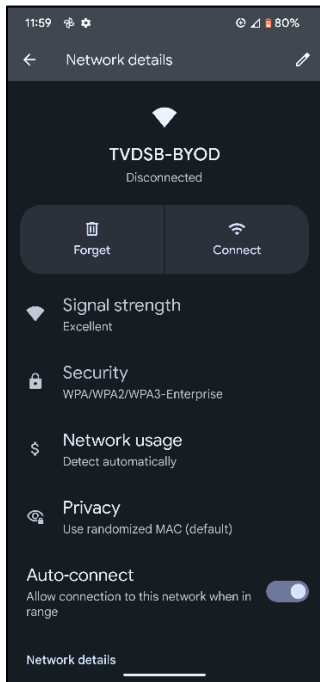 11:59 80%
Network details
TVDSB-BYOD
Disconnected
Forget Connect
Signal strength
Excellent
Security
WPA/WPA2/WPA3-Enterprise
Network usage
Detect automatically
Privacy
Use randomized MAC (default)
Auto-connect
Allow connection to this network when in
range
Network details